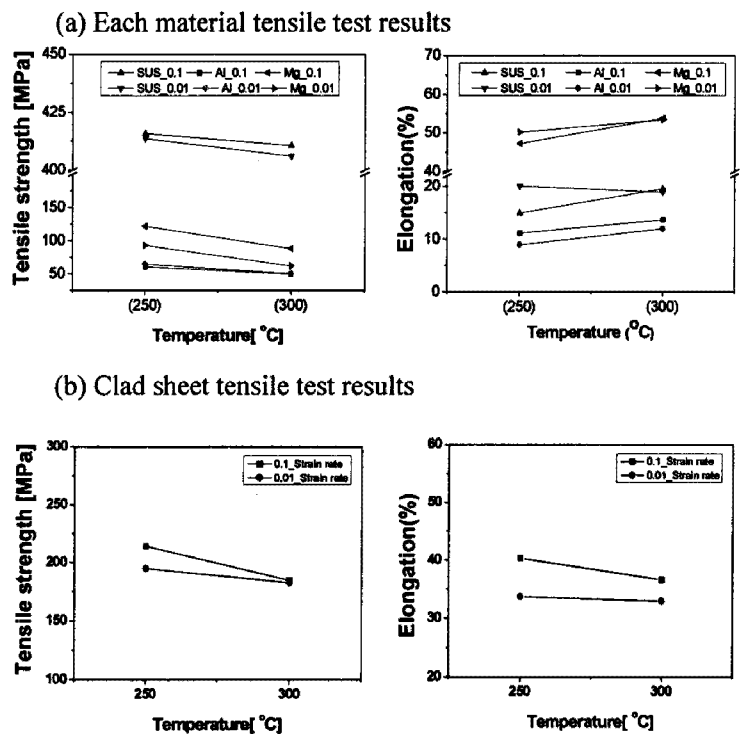 (a) Each material tensile test results
Tensile strength [MPa]
450
425
400
150
100
50
SUS_0.1 Al_0.1 Mg_0.1
SUS_0.01 Al_0.01 Mg_0.01
(250) (300)
Temperature[ °C]
Elongation(%)
70
60
50
40
20
10
0
SUS_0.1 Al_0.1 Mg_0.1
SUS_0.01 Al_0.01 Mg_0.01
(250) (300)
Temperature (°C)
(b) Clad sheet tensile test results
Tensile strength [MPa]
300
250
200
150
100
0.1_Strain rate
0.01_Strain rate
250 300
Temperature[ °C]
Elongation(%)
60
50
40
30
20
0.1_Strain rate
0.01_Strain rate
250 300
Temperature[ °C]